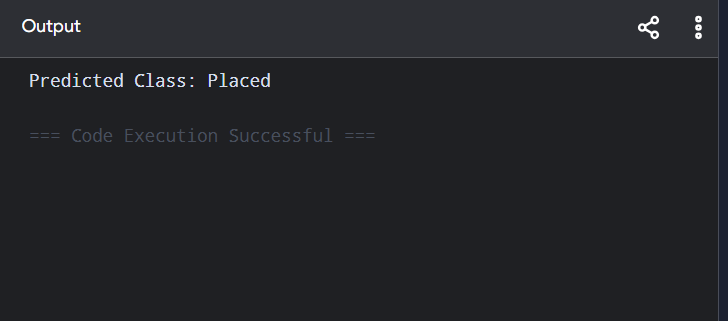 Output
Predicted Class: Placed
=== Code Execution Successful ===